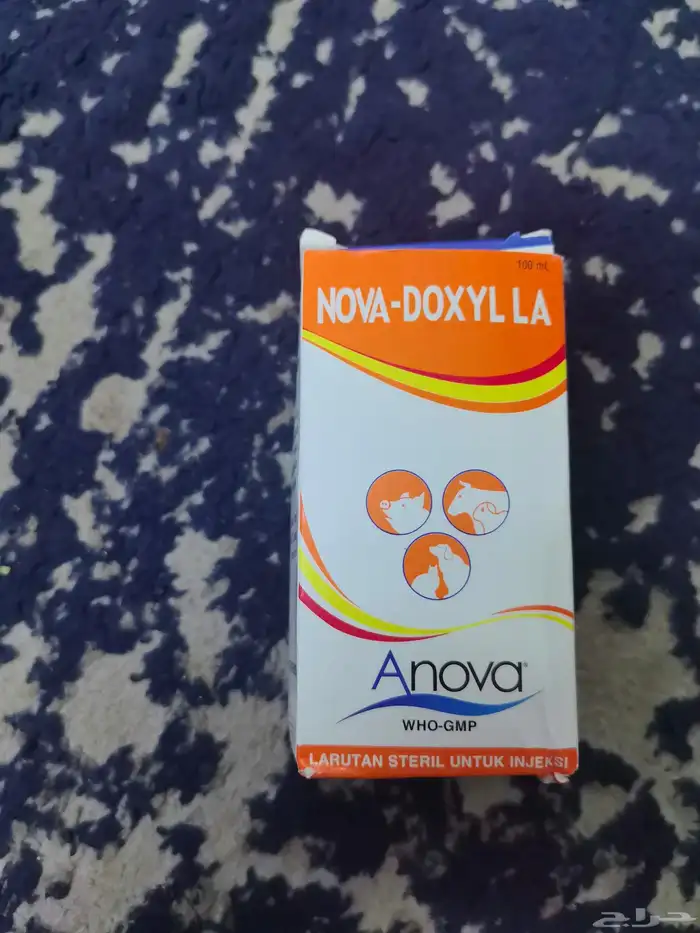 100 mL
NOVA-DOXYL LA
Anova®
WHO-GMP
LARUTAN STERIL UNTUK INJEKSI
حراج